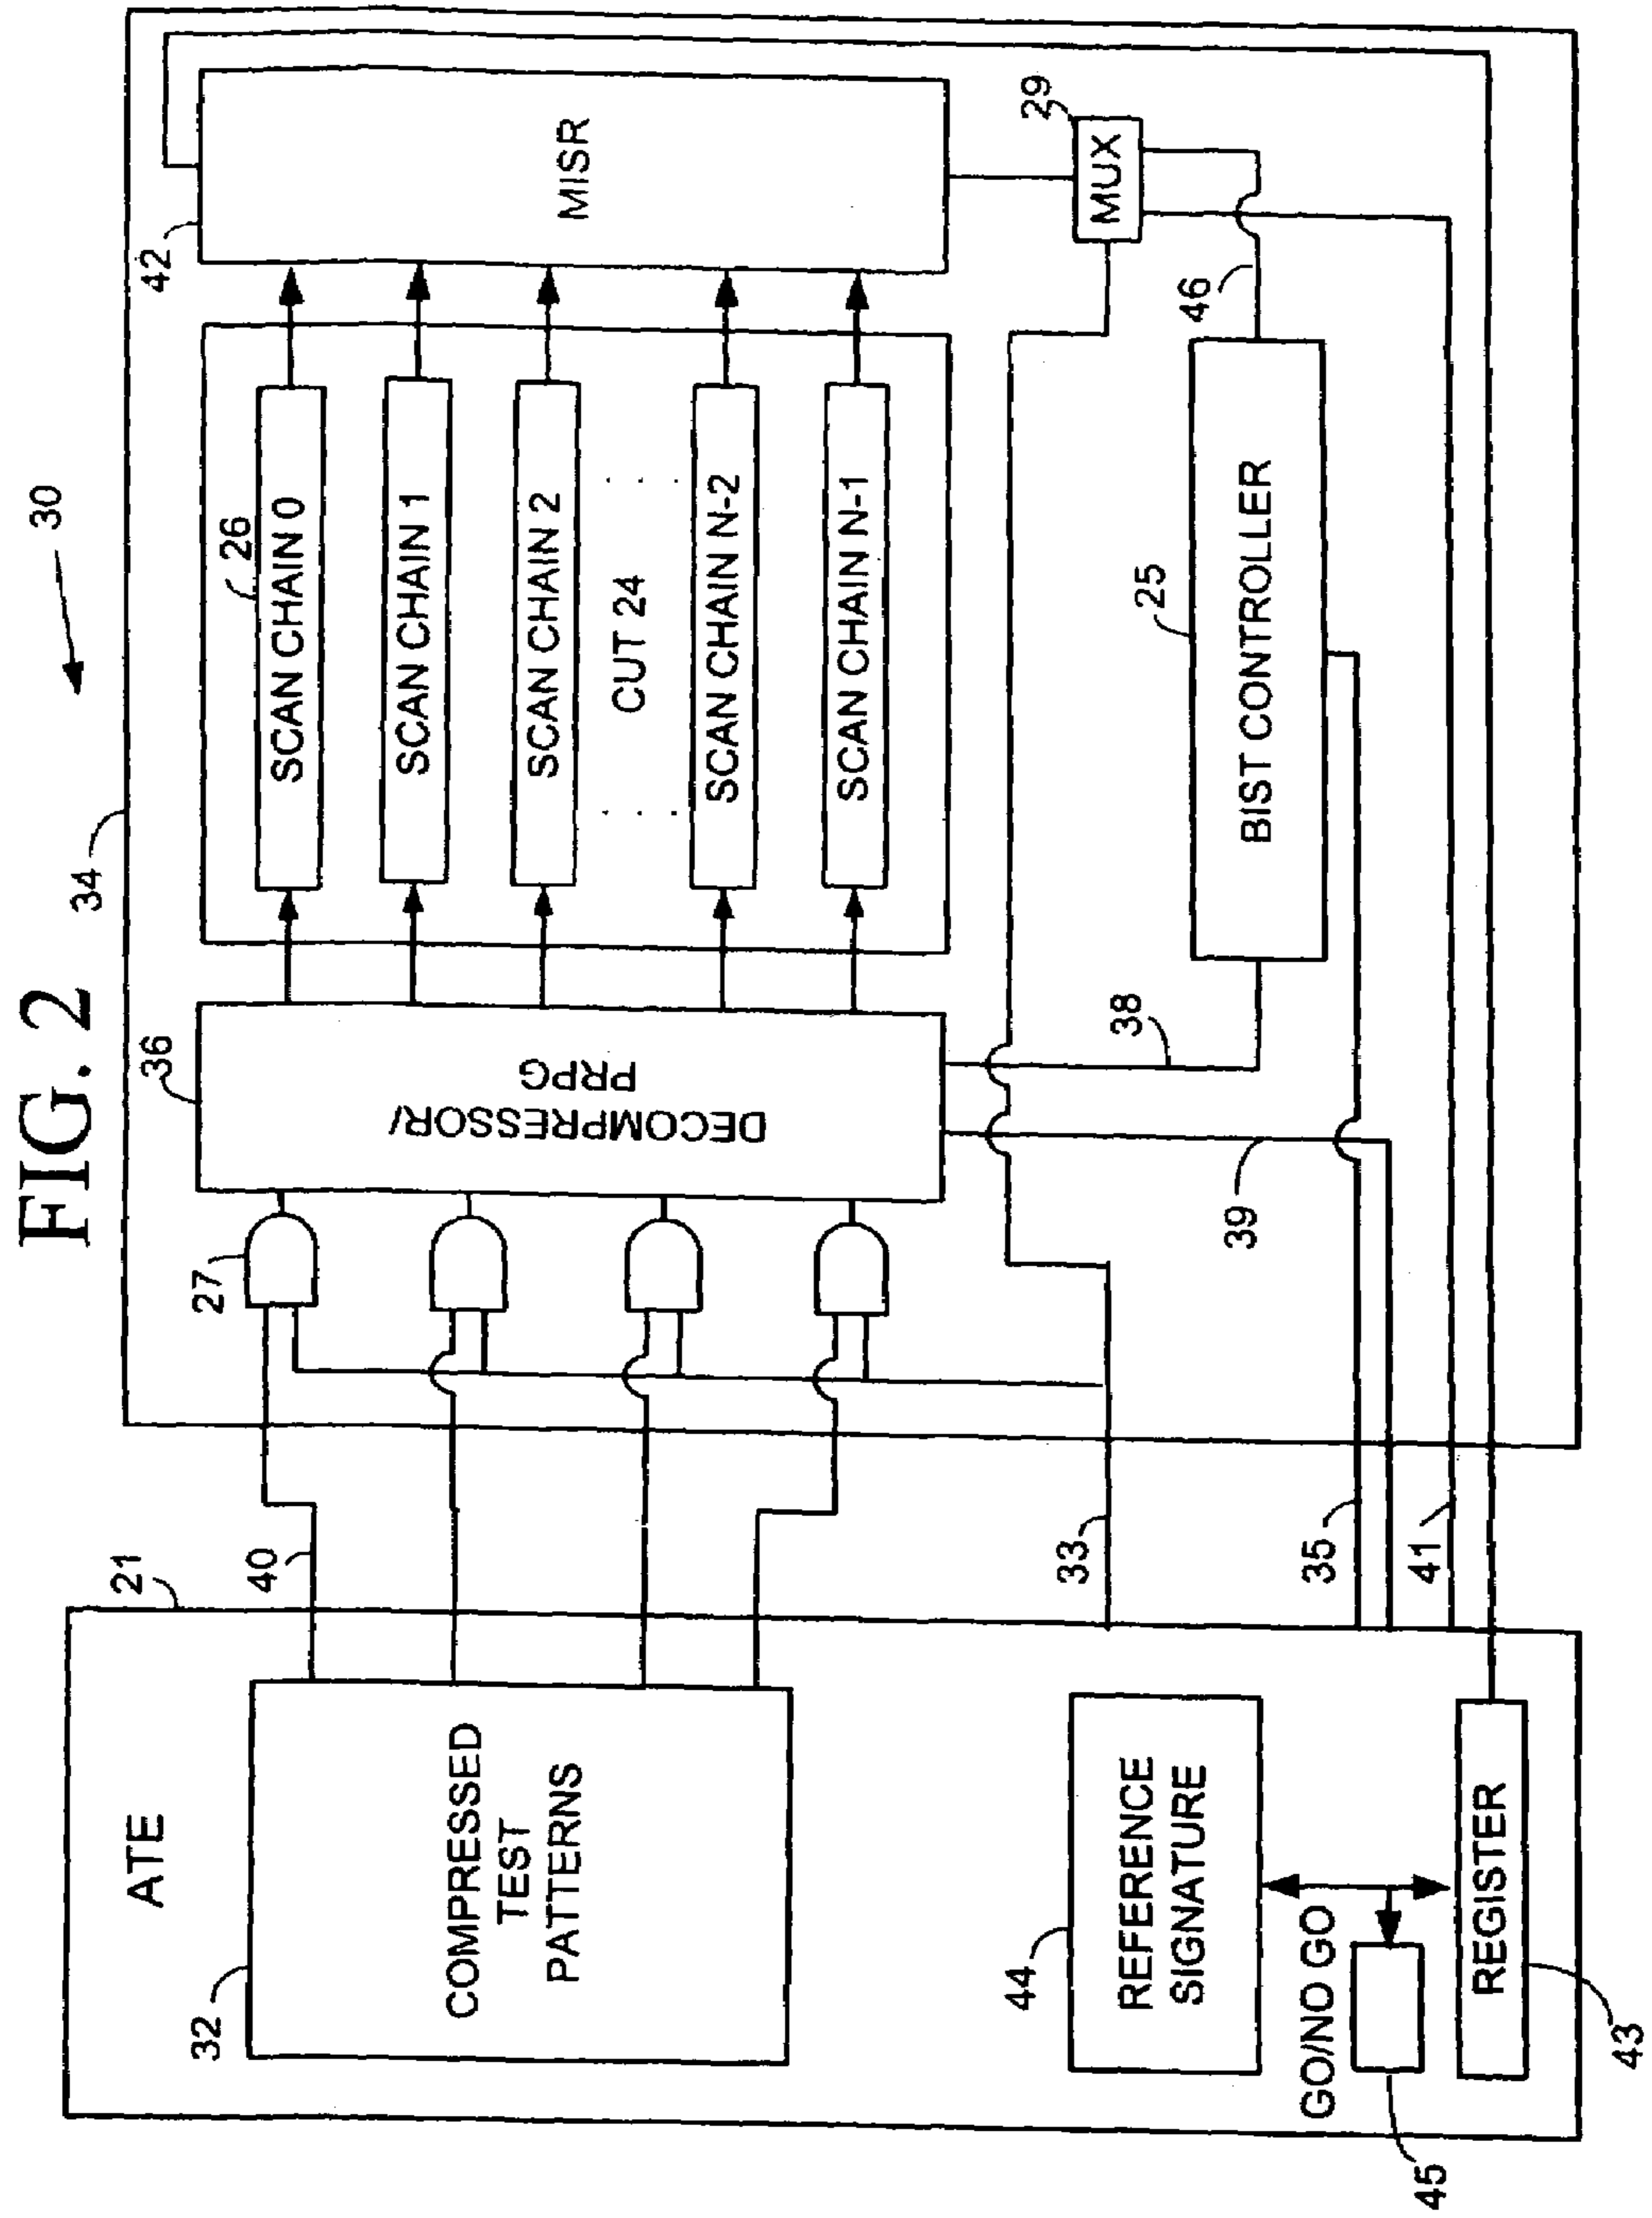 FIG. 2
30
34
21
ATE
32
COMPRESSED
TEST
PATTERNS
40
27
36
DECOMPRESSOR/
PRPG
26
SCAN CHAIN 0
SCAN CHAIN 1
SCAN CHAIN 2
CUT 24
SCAN CHAIN N-2
SCAN CHAIN N-1
42
MISR
29
MUX
46
25
BIST CONTROLLER
38
39
33
35
41
44
REFERENCE
SIGNATURE
GO/NO GO
45
REGISTER
43